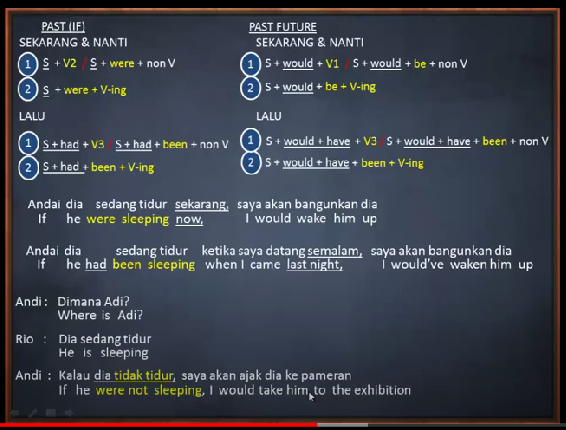 PAST (IF)
SEKARANG & NANTI
1 S + V2 / S + were + non V
2 S + were + V-ing
LALU
1 S + had + V3 / S + had + been + non V
2 S + had + been + V-ing
PAST FUTURE
SEKARANG & NANTI
1 S + would + V1 / S + would + be + non V
2 S + would + be + V-ing
LALU
1 S + would + have + V3 / S + would + have + been + non V
2 S + would + have + been + V-ing
Andai dia sedang tidur sekarang, saya akan bangunkan dia
If he were sleeping now, I would wake him up
Andai dia sedang tidur ketika saya datang semalam, saya akan bangunkan dia
If he had been sleeping when I came last night, I would've waken him up
Andi : Dimana Adi?
Where is Adi?
Rio : Dia sedang tidur
He is sleeping
Andi : Kalau dia tidak tidur, saya akan ajak dia ke pameran
If he were not sleeping, I would take him to the exhibition